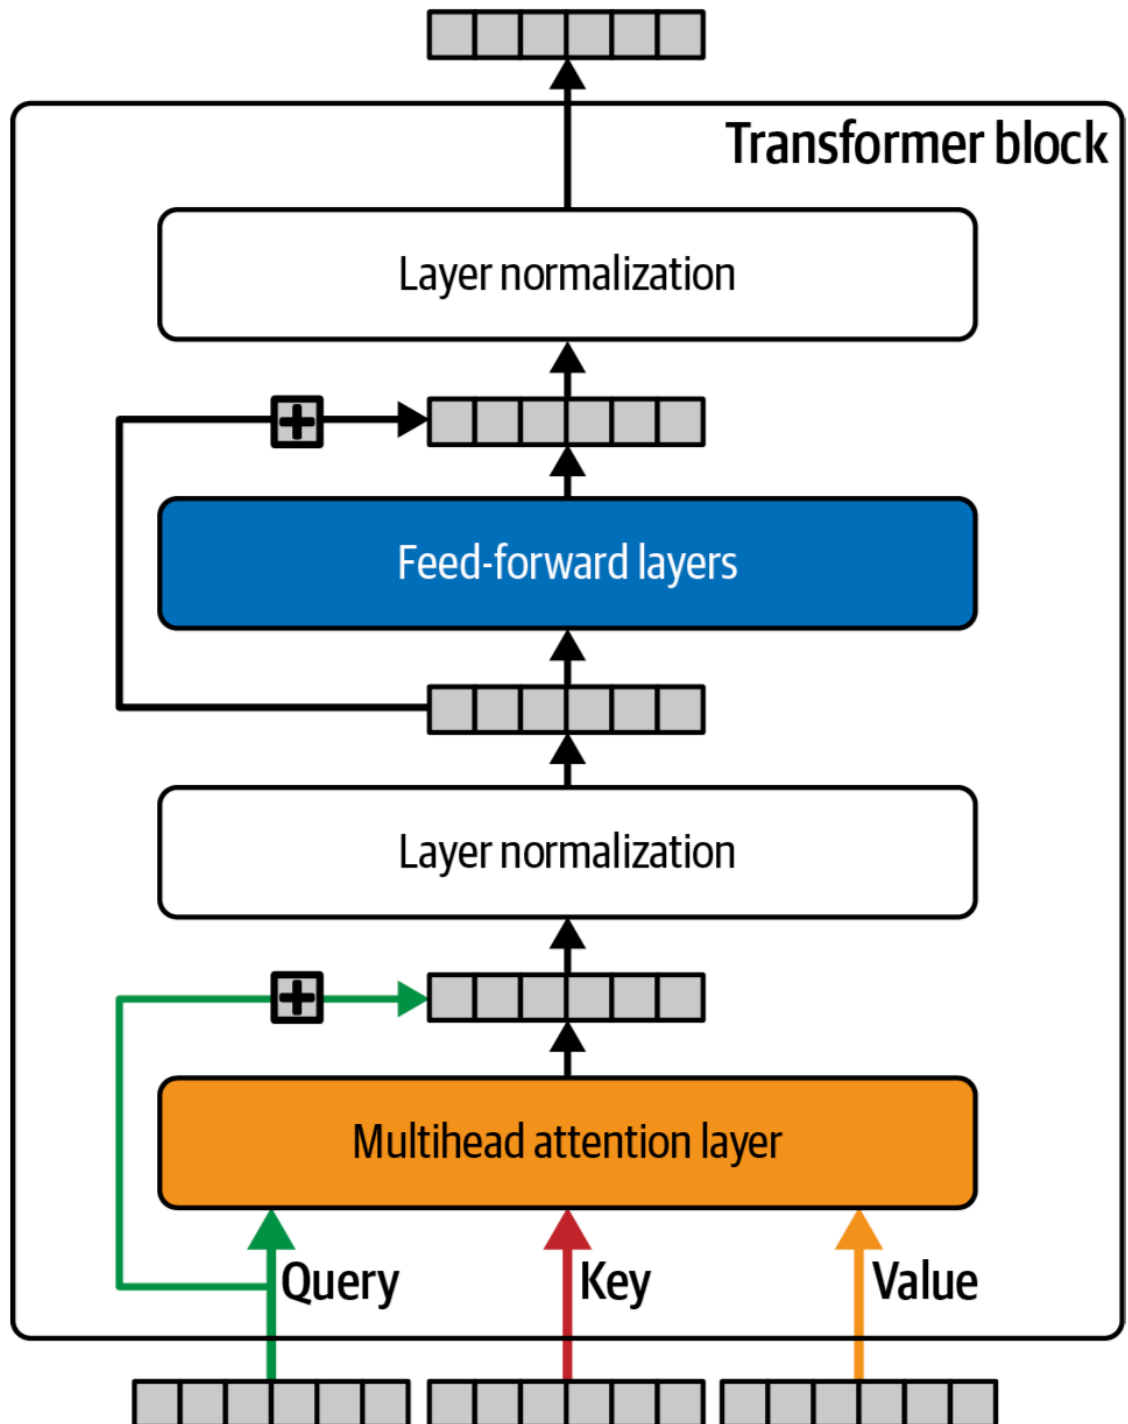 Transformer block
Layer normalization
Feed-forward layers
Layer normalization
Multihead attention layer
Query
Key
Value